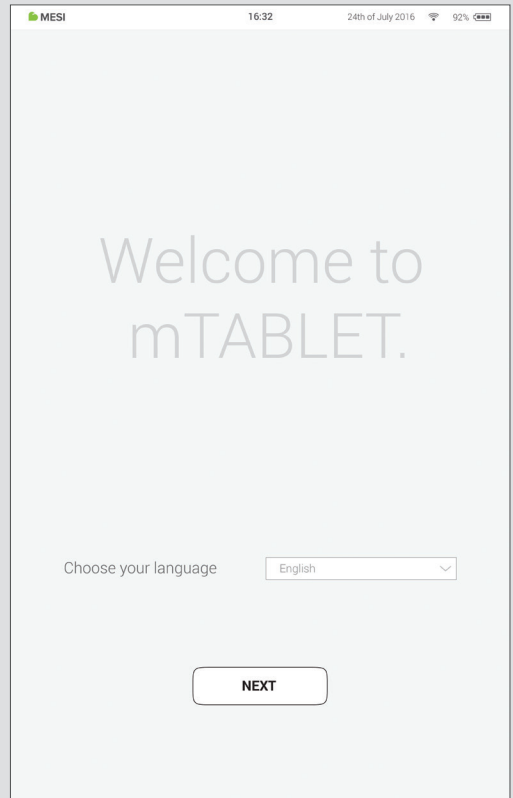 MESI 16:32 24th of July 2016 92%
Welcome to
mTABLET.
Choose your language English
NEXT